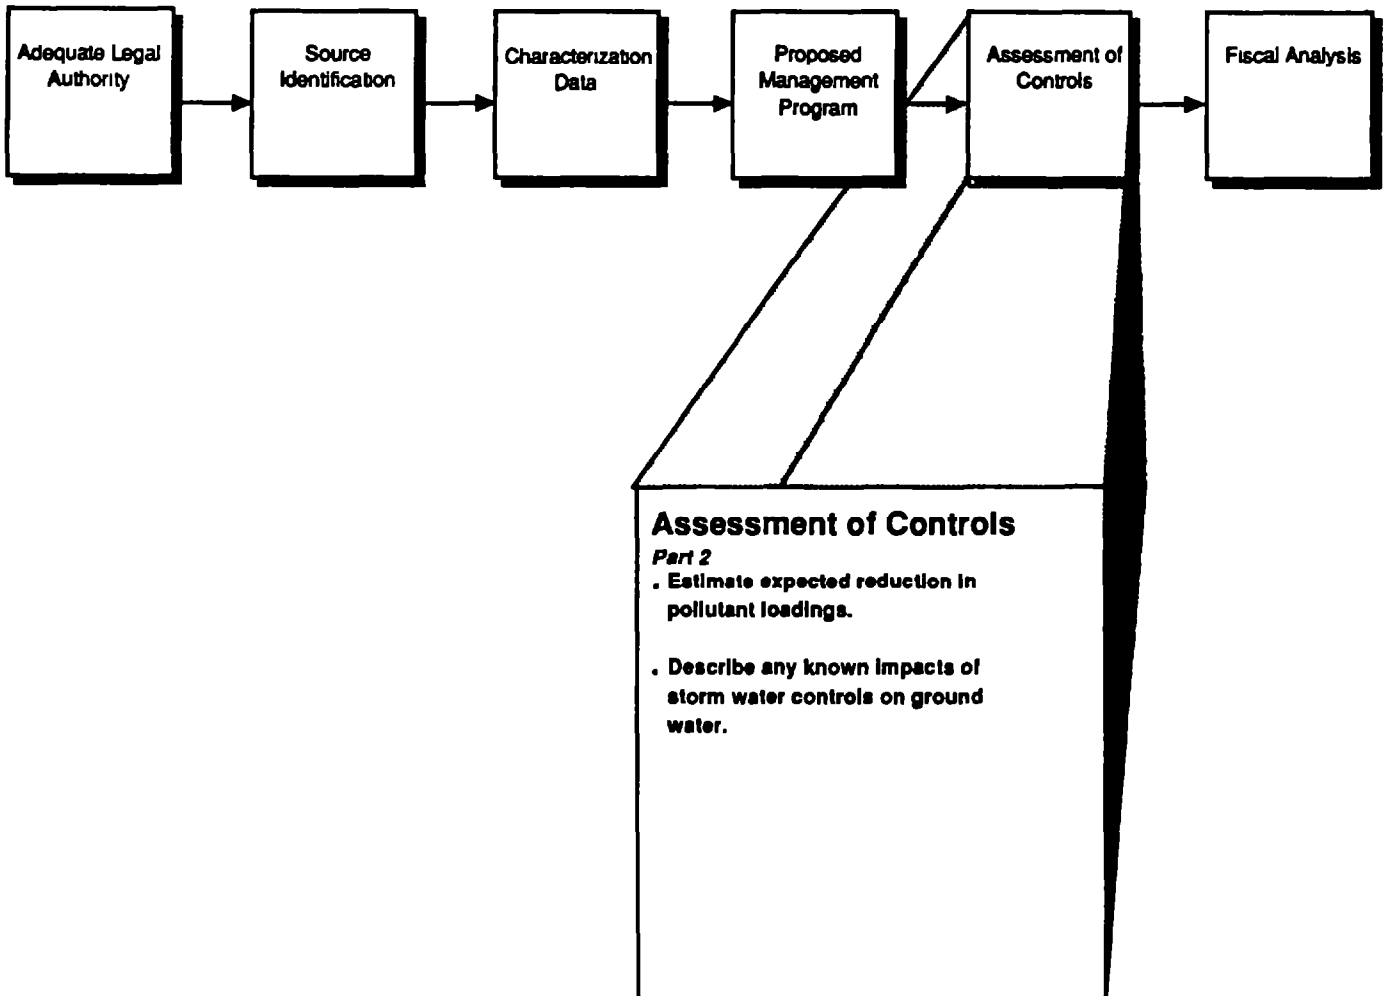 Adequate Legal
Authority
Source
Identification
Characterization
Data
Proposed
Management
Program
Assessment of
Controls
Fiscal Analysis
Assessment of Controls
Part 2
. Estimate expected reduction in
pollutant loadings.
. Describe any known impacts of
storm water controls on ground
water.